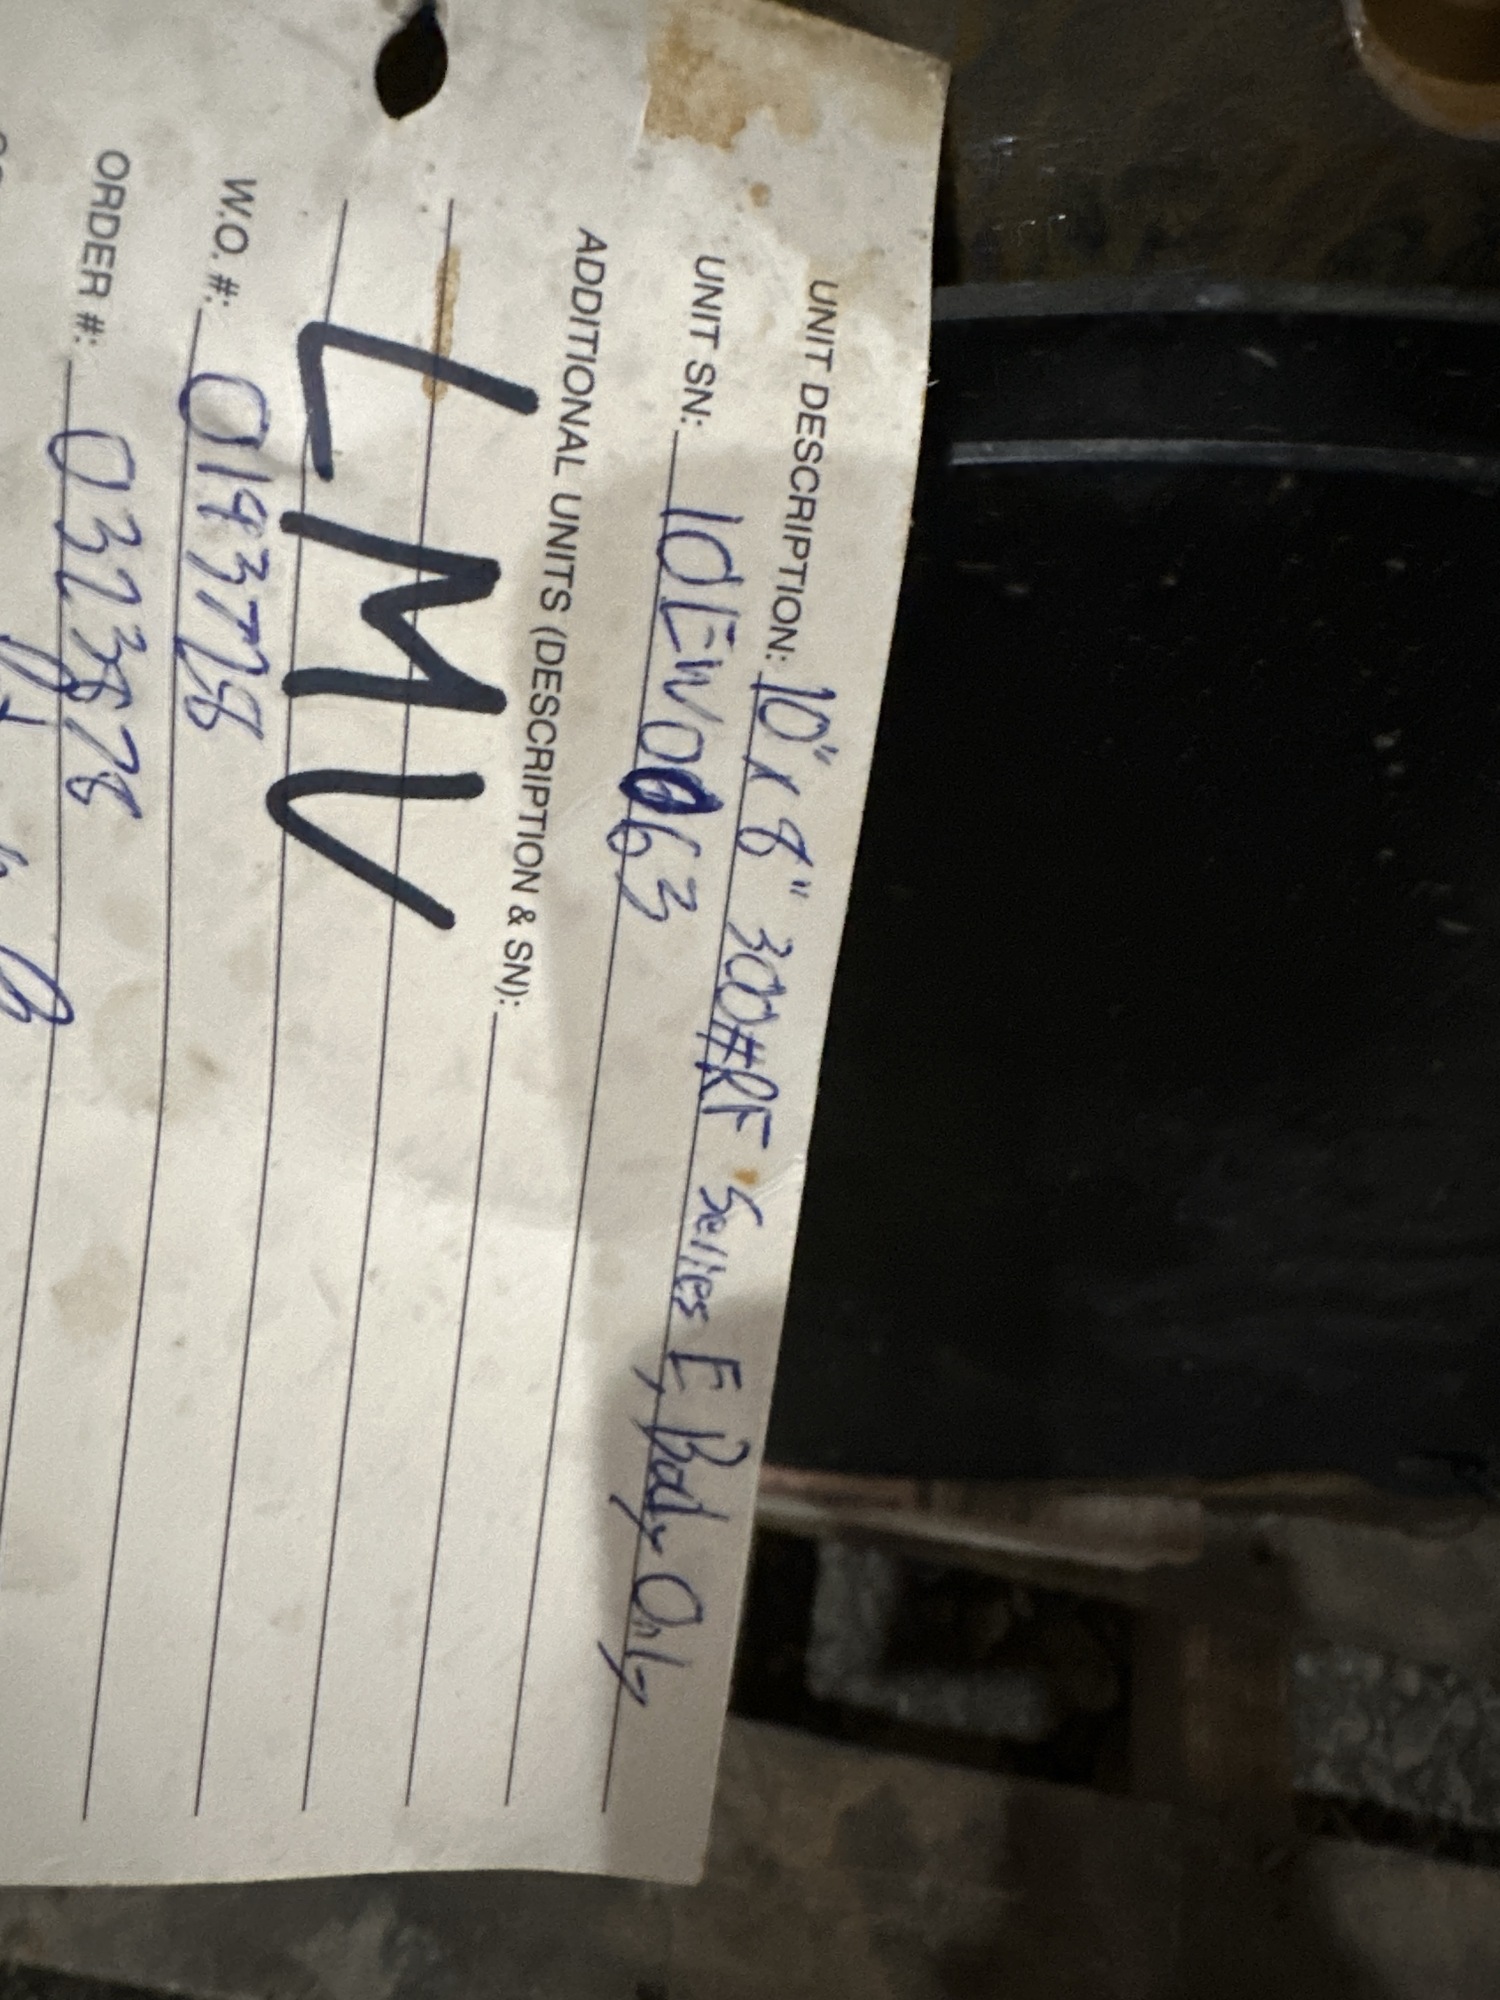 UNIT DESCRIPTION: 10" x 8" 300#RF Series E, Body Only
UNIT SN: 10EW0063
ADDITIONAL UNITS (DESCRIPTION & SN):
LMV
W.O. #: 0193778
ORDER #: 0323878